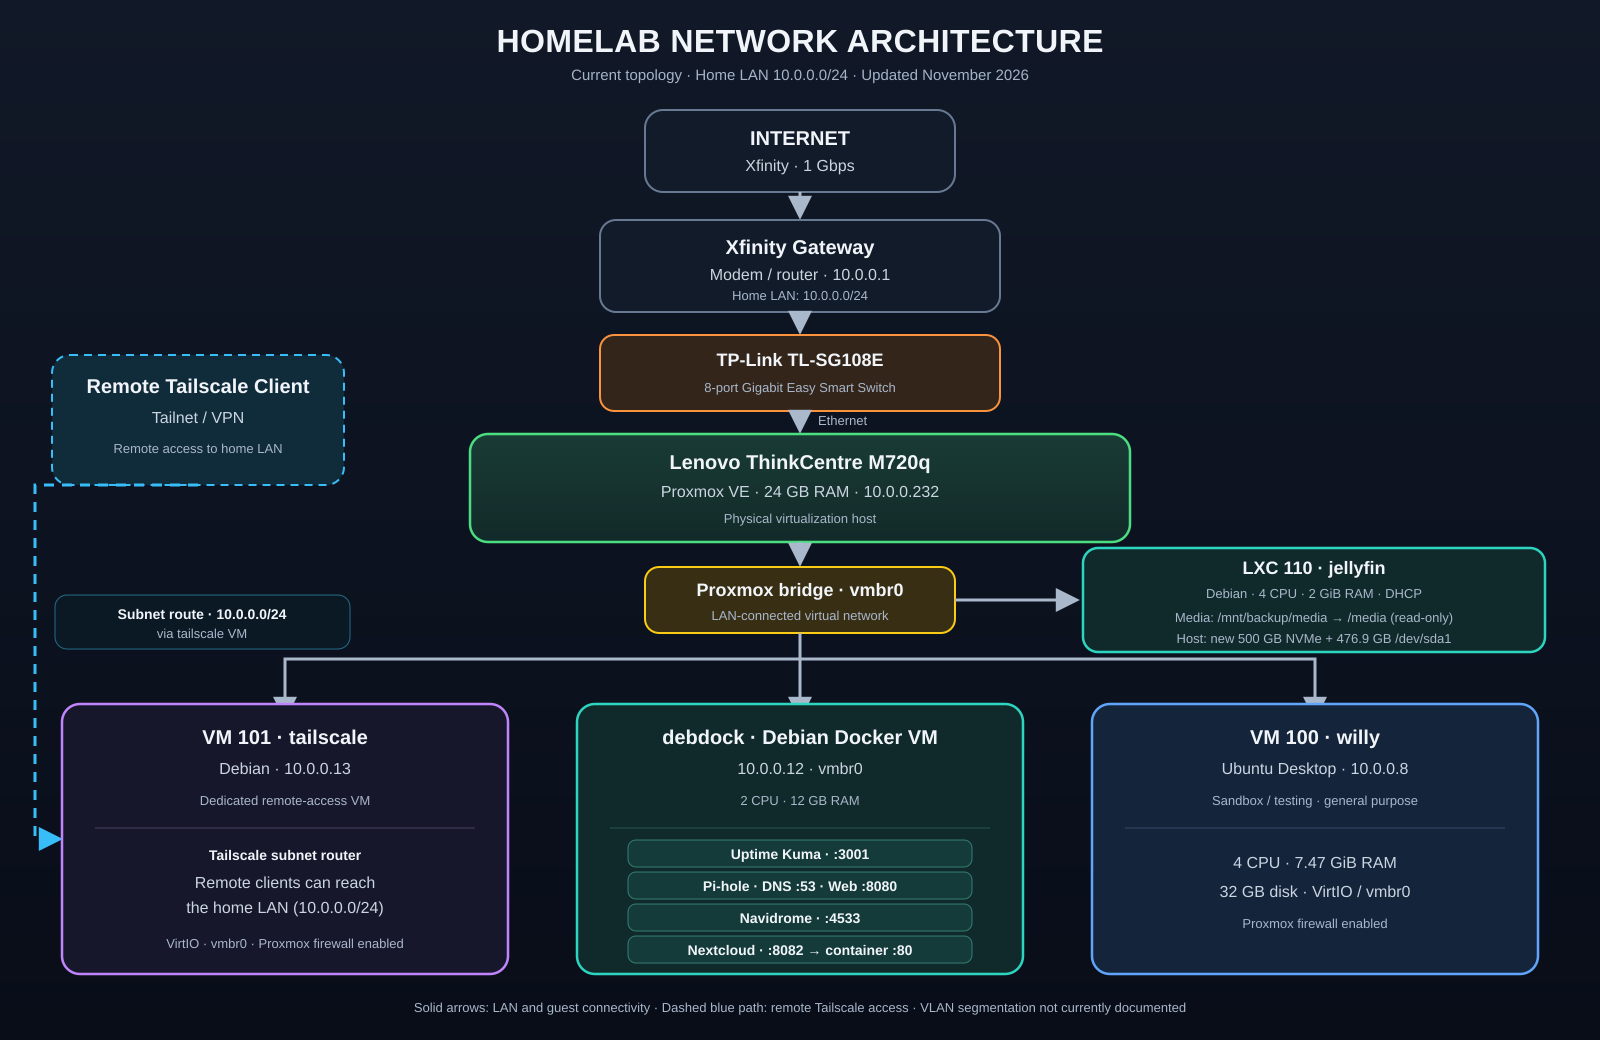 HOMELAB NETWORK ARCHITECTURE
Current topology · Home LAN 10.0.0.0/24 · Updated November 2026
INTERNET
Xfinity · 1 Gbps
Xfinity Gateway
Modem / router · 10.0.0.1
Home LAN: 10.0.0.0/24
TP-Link TL-SG108E
8-port Gigabit Easy Smart Switch
Ethernet
Remote Tailscale Client
Tailnet / VPN
Remote access to home LAN
Lenovo ThinkCentre M720q
Proxmox VE · 24 GB RAM · 10.0.0.232
Physical virtualization host
Proxmox bridge · vmbr0
LAN-connected virtual network
LXC 110 · jellyfin
Debian · 4 CPU · 2 GiB RAM · DHCP
Media: /mnt/backup/media → /media (read-only)
Host: new 500 GB NVMe + 476.9 GB /dev/sda1
Subnet route · 10.0.0.0/24
via tailscale VM
VM 101 · tailscale
Debian · 10.0.0.13
Dedicated remote-access VM
Tailscale subnet router
Remote clients can reach
the home LAN (10.0.0.0/24)
VirtIO · vmbr0 · Proxmox firewall enabled
debdock · Debian Docker VM
10.0.0.12 · vmbr0
2 CPU · 12 GB RAM
Uptime Kuma · :3001
Pi-hole · DNS :53 · Web :8080
Navidrome · :4533
Nextcloud · :8082 → container :80
VM 100 · willy
Ubuntu Desktop · 10.0.0.8
Sandbox / testing · general purpose
4 CPU · 7.47 GiB RAM
32 GB disk · VirtIO / vmbr0
Proxmox firewall enabled
Solid arrows: LAN and guest connectivity · Dashed blue path: remote Tailscale access · VLAN segmentation not currently documented